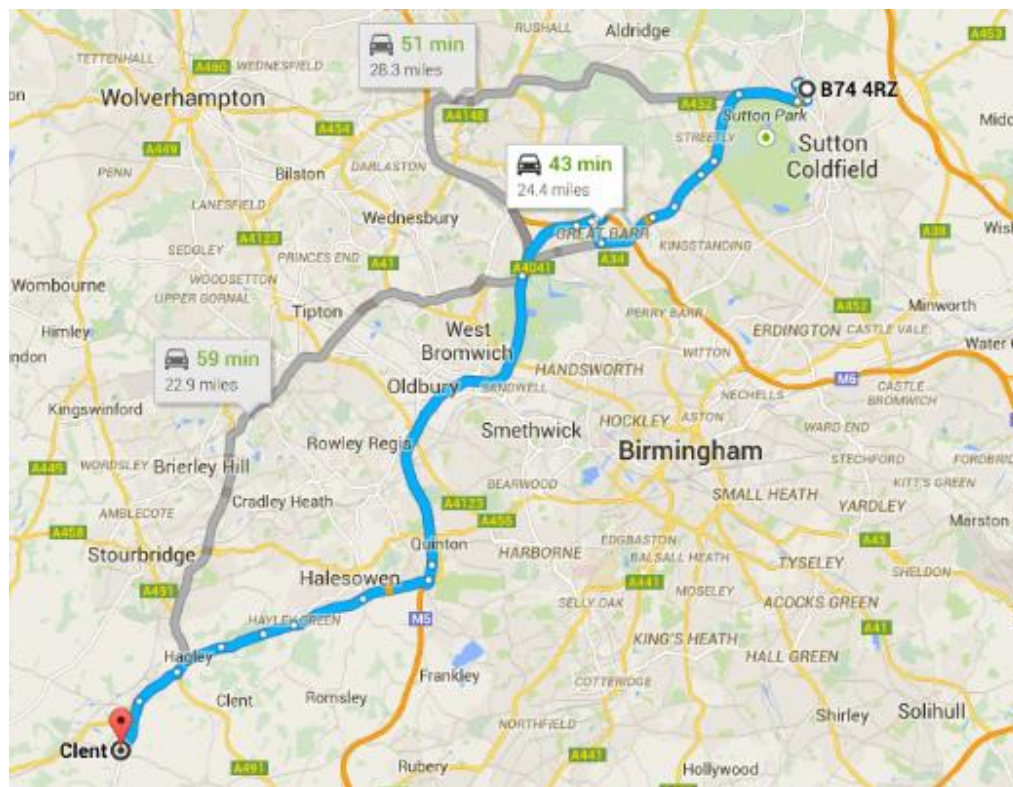 RUSHALL
Aldridge
A453
51 min
28.3 miles
TETTENHALL
A460
WEDNESFIELD
on
Wolverhampton
A4148
A452
B74 4RZ
Sutton Park
A454
STREETLY
Sutton
Coldfield
A449
DARLASTON
43 min
24.4 miles
PENN
Bilston
LANESFIELD
Wednesbury
GREAT BARR
A38
A4123
KINGSTANDING
SEDGLEY
PRINCES END
A41
A4041
A34
WOODSETTON
Wombourne
UPPER GORNAL
Tipton
A452
Minworth
PERRY BARR
Himley
West
Bromwich
ERDINGTON
CASTLE VALE
59 min
22.9 miles
WITTON
Oldbury
SANDWELL
HANDSWORTH
M6
CASTLE
BROMWICH
NECHELLS
Kingswinford
HOCKLEY
ASTON
WARD END
Rowley Regis
Smethwick
Birmingham
STECHFORD
A449
WORDSLEY
Brierley Hill
BEARWOOD
KITT'S GREEN
Cradley Heath
SMALL HEATH
YARDLEY
AMBLECOTE
A4123
A456
Marston
A458
Quinton
EDGBASTON
A45
Stourbridge
HARBORNE
BALSALL HEATH
TYSELEY
SHELDON
Halesowen
A441
MOSELEY
A491
SELLY OAK
ACOCKS GREEN
HAYLEY GREEN
M5
A41
KING'S HEATH
Hagley
HALL GREEN
Frankley
COTTERIDGE
Clent
Romsley
Shirley
Solihull
NORTHFIELD
Clent
A441
A491
Rubery
Hollywood